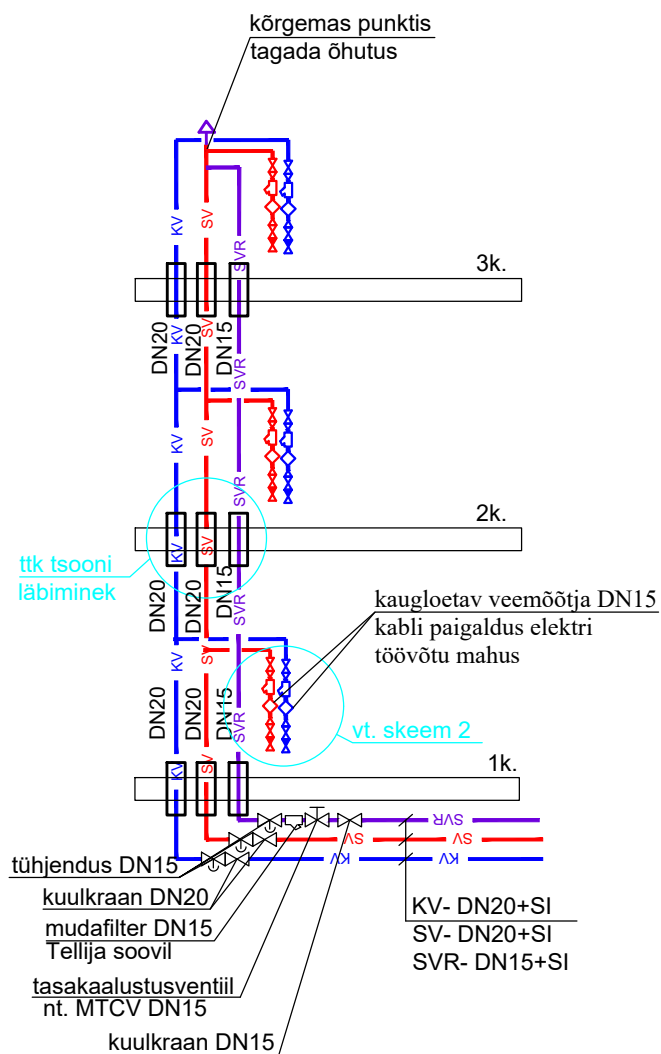 kõrgemas punktis
tagada õhutus
KV
SV
SVR
3k.
DN20
DN20
DN15
KV
SV
SVR
KV
SV
SVR
2k.
KV
SV
ttk tsooni
läbiminek
DN20
DN20
DN15
SVR
kaugloetav veemõõtja DN15
kabli paigaldus elektri
töövõtu mahus
KV
SV
DN20
DN20
DN15
SVR
vt. skeem 2
1k.
KV
SV
SVR
SV
SV
KV
KV
tühjendus DN15
kuulkraan DN20
mudafilter DN15
Tellija soovil
tasakaalustusventiil
nt. MTCV DN15
kuulkraan DN15
KV- DN20+SI
SV- DN20+SI
SVR- DN15+SI